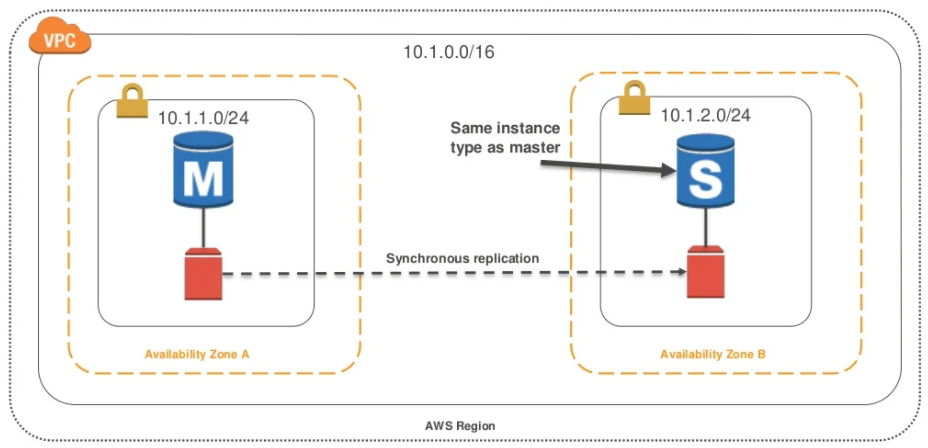 VPC
10.1.0.0/16
10.1.1.0/24
M
Same instance
type as master
10.1.2.0/24
S
Synchronous replication
Availability Zone A
Availability Zone B
AWS Region